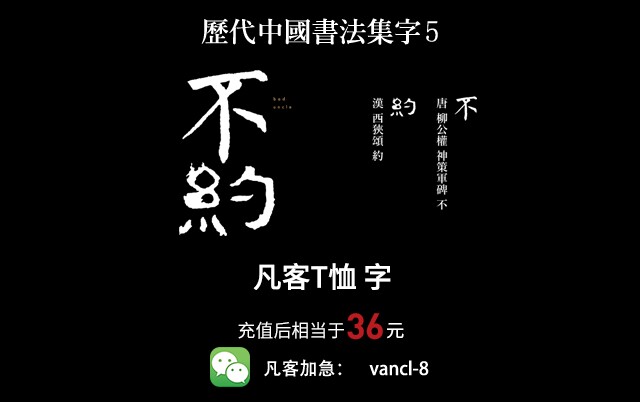 歷代中國書法集字5
不約
bad
uncle
不
唐 柳公權 神策軍碑 不
約
漢 西狹頌 約
凡客T恤 字
充值后相当于36元
凡客加急： vancl-8